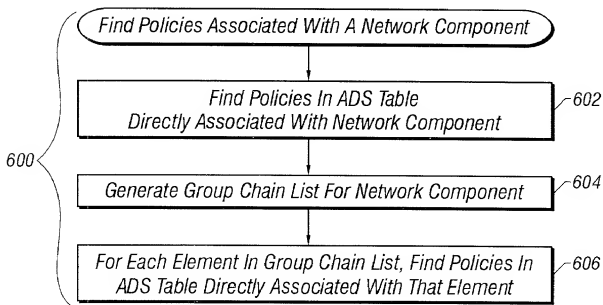 Find Policies Associated With A Network Component
Find Policies In ADS Table
Directly Associated With Network Component
602
600
Generate Group Chain List For Network Component
604
For Each Element In Group Chain List, Find Policies In
ADS Table Directly Associated With That Element
606